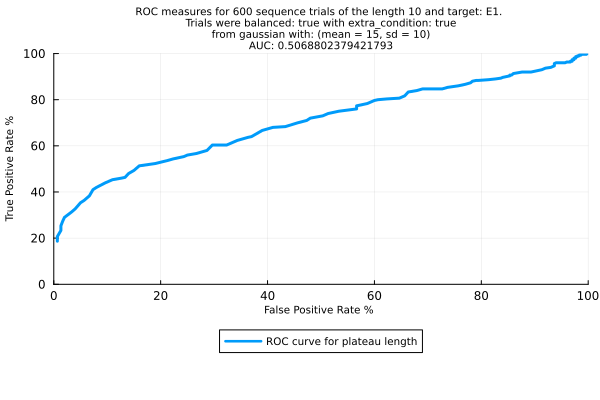 ROC measures for 600 sequence trials of the length 10 and target: E1.
Trials were balanced: true with extra_condition: true
from gaussian with: (mean = 15, sd = 10)
AUC: 0.5068802379421793
100
80
60
40
20
0
True Positive Rate %
0 20 40 60 80 100
False Positive Rate %
ROC curve for plateau length